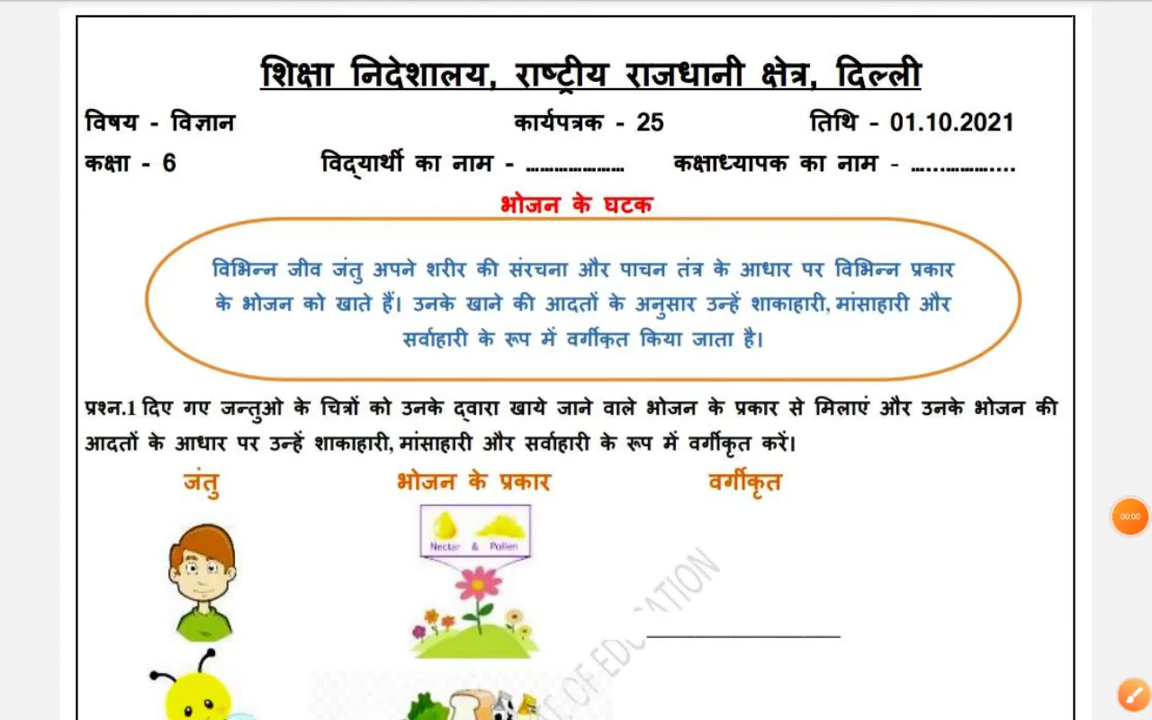 शिक्षा निदेशालय, राष्ट्रीय राजधानी क्षेत्र, दिल्ली
विषय - विज्ञान कार्यपत्रक - 25 तिथि - 01.10.2021
कक्षा - 6 विद्यार्थी का नाम - ..................... कक्षाध्यापक का नाम - .....................
भोजन के घटक
विभिन्न जीव जंतु अपने शरीर की संरचना और पाचन तंत्र के आधार पर विभिन्न प्रकार
के भोजन को खाते हैं। उनके खाने की आदतों के अनुसार उन्हें शाकाहारी, मांसाहारी और
सर्वाहारी के रूप में वर्गीकृत किया जाता है।
प्रश्न.1 दिए गए जन्तुओ के चित्रों को उनके द्वारा खाये जाने वाले भोजन के प्रकार से मिलाएं और उनके भोजन की
आदतों के आधार पर उन्हें शाकाहारी, मांसाहारी और सर्वाहारी के रूप में वर्गीकृत करें।
जंतु भोजन के प्रकार वर्गीकृत
Nectar & Pollen
OF EDUCATION
00:00